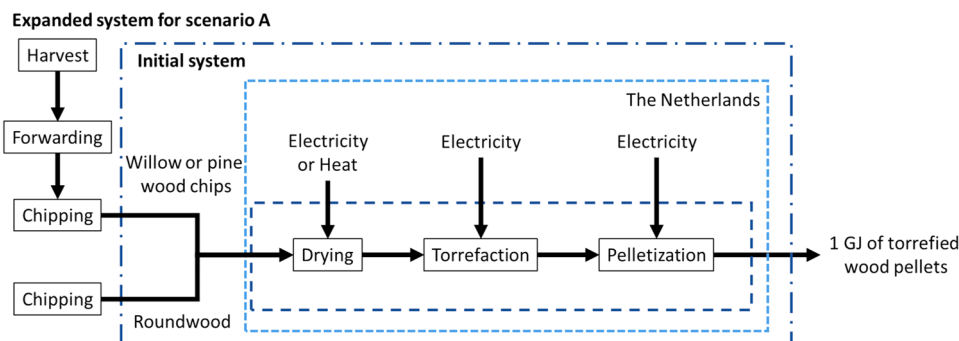 Expanded system for scenario A
Harvest
Initial system
The Netherlands
Forwarding
Electricity
or Heat
Electricity
Electricity
Willow or pine
wood chips
Chipping
Drying
Torrefaction
Pelletization
1 GJ of torrefied
wood pellets
Chipping
Roundwood